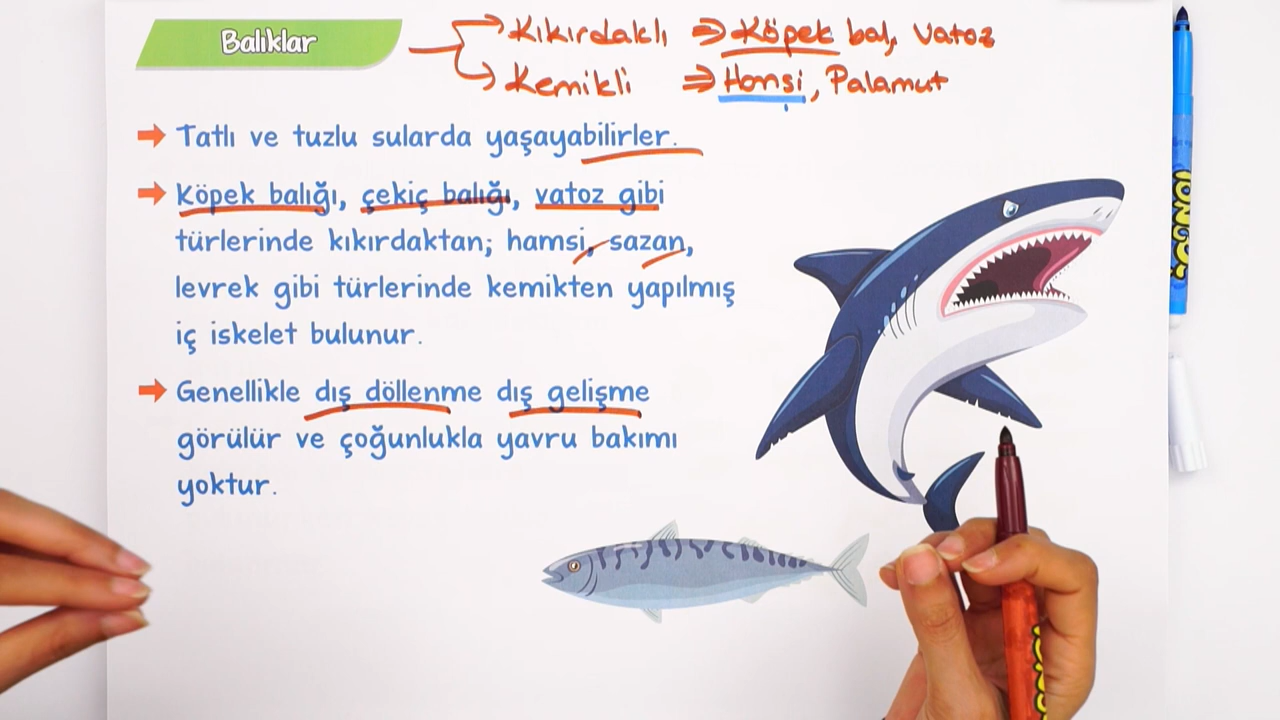 Balıklar
Kıkırdaklı ⇒ Köpek bal, Vatoz
Kemikli ⇒ Hamsi, Palamut
Tatlı ve tuzlu sularda yaşayabilirler.
Köpek balığı, çekiç balığı, vatoz gibi
türlerinde kıkırdaktan; hamsi, sazan,
levrek gibi türlerinde kemikten yapılmış
iç iskelet bulunur.
Genellikle dış döllenme dış gelişme
görülür ve çoğunlukla yavru bakımı
yoktur.